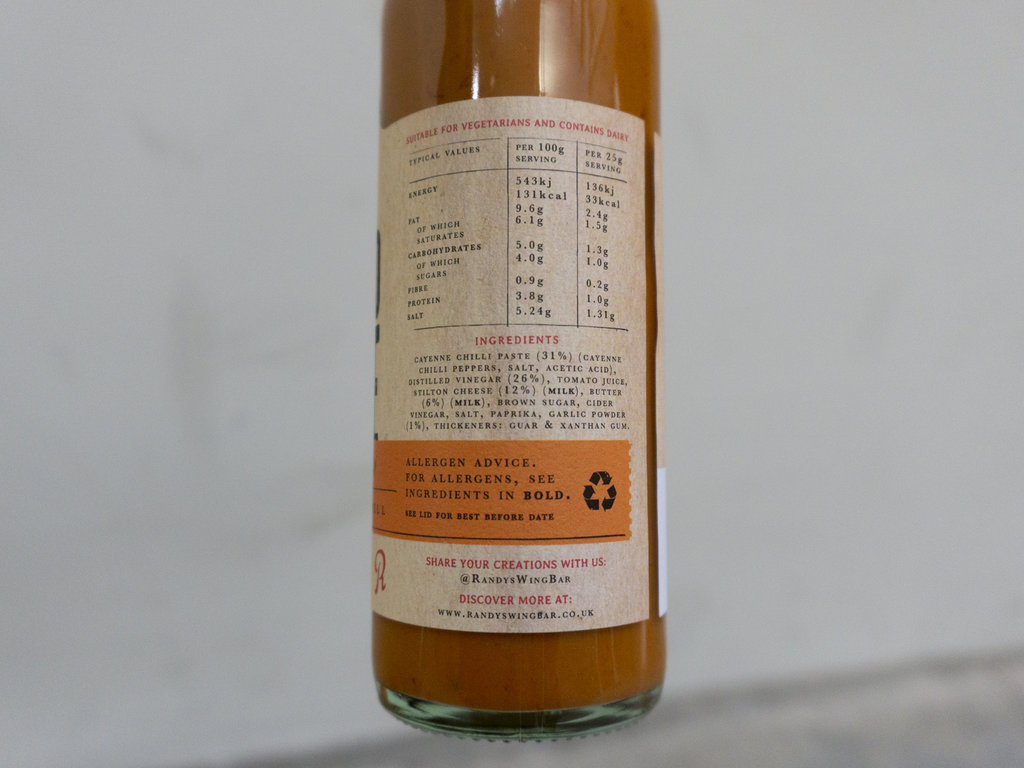 SUITABLE FOR VEGETARIANS AND CONTAINS DAIRY
TYPICAL VALUES PER 100g SERVING PER 25g SERVING
ENERGY 543kj 136kj
131kcal 33kcal
FAT 9.6g 2.4g
OF WHICH SATURATES 6.1g 1.5g
CARBOHYDRATES 5.0g 1.3g
OF WHICH SUGARS 4.0g 1.0g
FIBRE 0.9g 0.2g
PROTEIN 3.8g 1.0g
SALT 5.24g 1.31g
INGREDIENTS
CAYENNE CHILLI PASTE (31%) (CAYENNE
CHILLI PEPPERS, SALT, ACETIC ACID),
DISTILLED VINEGAR (26%), TOMATO JUICE,
STILTON CHEESE (12%) (MILK), BUTTER
(6%) (MILK), BROWN SUGAR, CIDER
VINEGAR, SALT, PAPRIKA, GARLIC POWDER
(1%), THICKENERS: GUAR & XANTHAN GUM.
ALLERGEN ADVICE.
FOR ALLERGENS, SEE
INGREDIENTS IN BOLD.
SEE LID FOR BEST BEFORE DATE
R
SHARE YOUR CREATIONS WITH US:
@RANDYSWINGBAR
DISCOVER MORE AT:
WWW.RANDYSWINGBAR.CO.UK